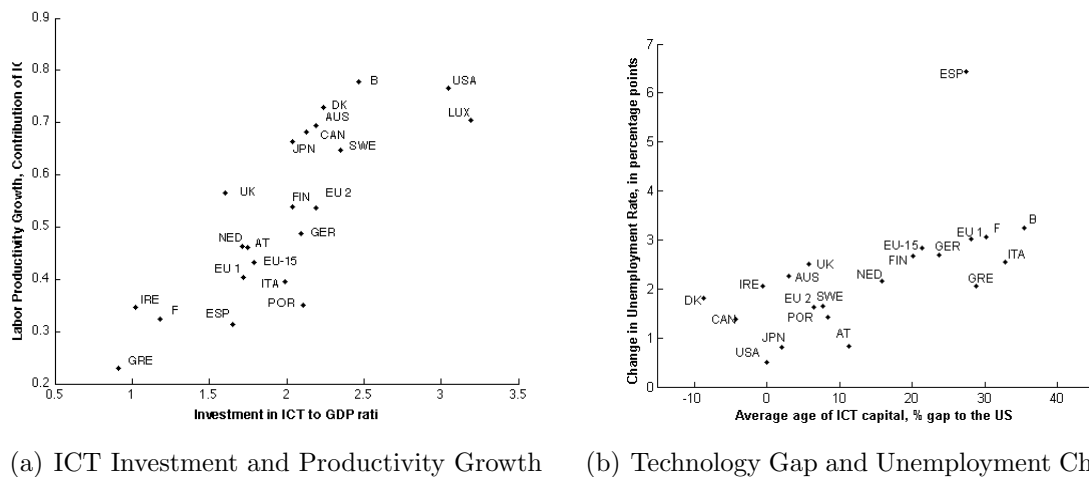 0.9
0.8
0.7
0.6
0.5
0.4
0.3
0.2
Labor Productivity Growth, Contribution of
B
USA
LUX
DK
AUS
CAN
JPN
SWE
UK
FIN
EU 2
GER
NED
AT
EU-15
EU 1
ITA
POR
IRE
F
ESP
GRE
0.5 1 1.5 2 2.5 3 3.5
Investment in ICT to GDP rati
(a) ICT Investment and Productivity Growth
7
6
5
4
3
2
1
0
Change in Unemployment Rate, in percentage points
ESP
B
F
EU 1
ITA
EU-15
GER
FIN
UK
AUS
NED
GRE
IRE
DK
EU 2
SWE
CAN
POR
JPN
AT
USA
-10 0 10 20 30 40
Average age of ICT capital, % gap to the US
(b) Technology Gap and Unemployment Ch